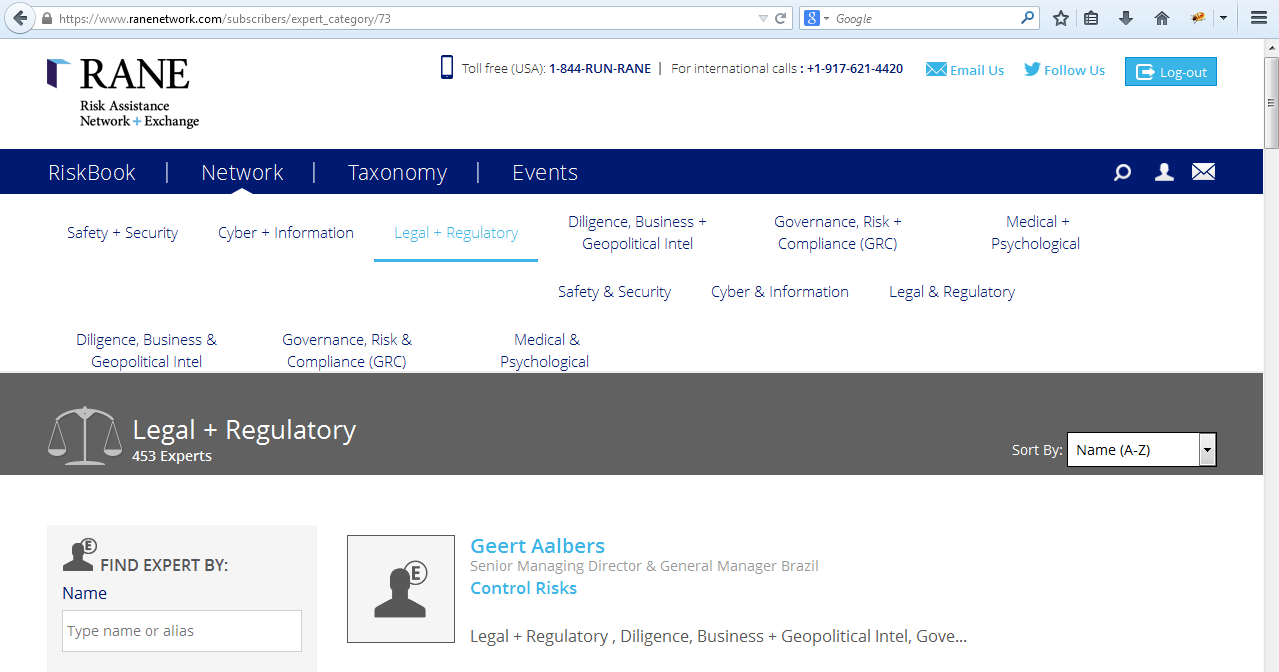 https://www.ranenetwork.com/subscribers/expert_category/73
8 Google
RANE
Risk Assistance
Network + Exchange
Toll free (USA): 1-844-RUN-RANE | For international calls : +1-917-621-4420
Email Us
Follow Us
Log-out
RiskBook | Network | Taxonomy | Events
Safety + Security
Cyber + Information
Legal + Regulatory
Diligence, Business +
Geopolitical Intel
Governance, Risk +
Compliance (GRC)
Medical +
Psychological
Safety & Security
Cyber & Information
Legal & Regulatory
Diligence, Business &
Geopolitical Intel
Governance, Risk &
Compliance (GRC)
Medical &
Psychological
Legal + Regulatory
453 Experts
Sort By: Name (A-Z)
E
FIND EXPERT BY:
Name
Type name or alias
E
Geert Aalbers
Senior Managing Director & General Manager Brazil
Control Risks
Legal + Regulatory , Diligence, Business + Geopolitical Intel, Gove...